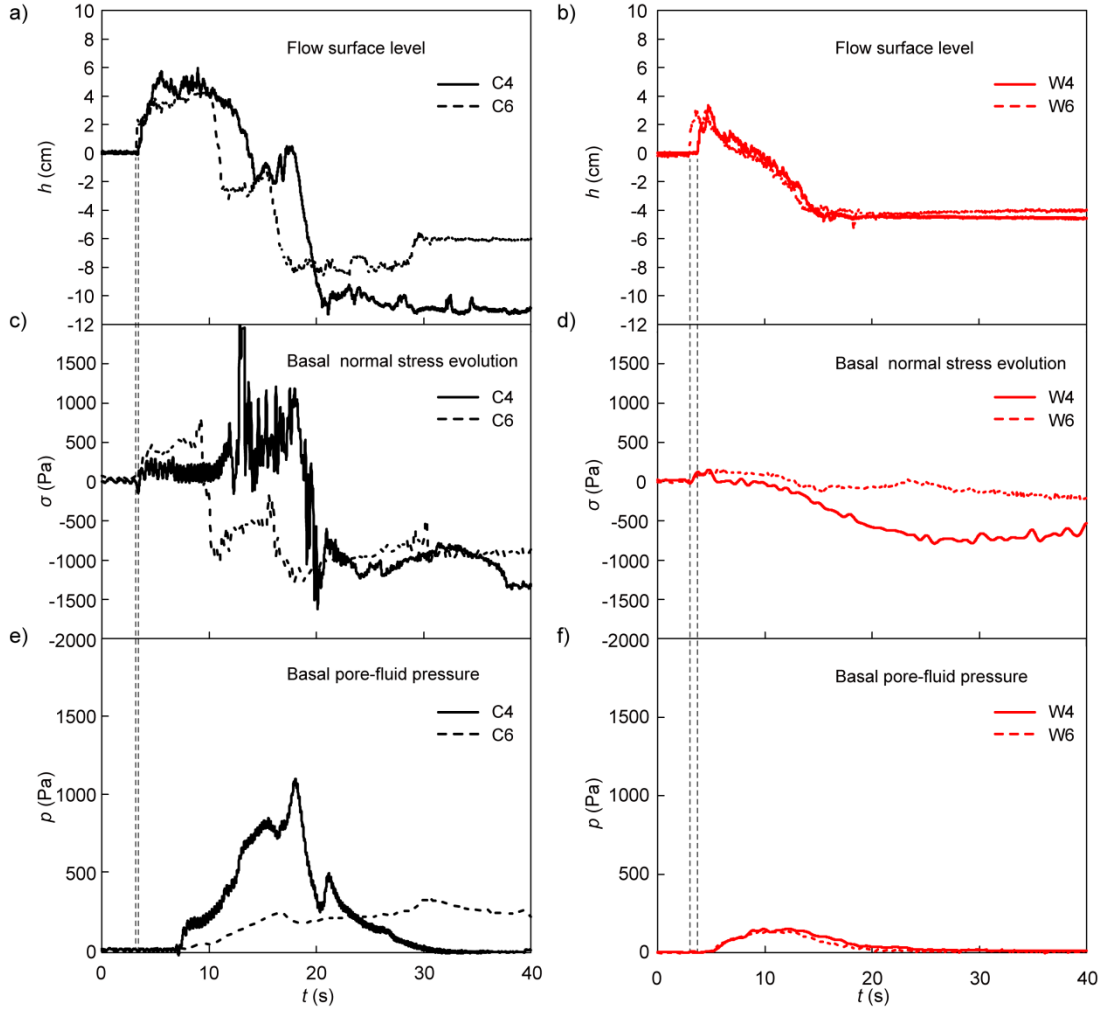 a)
10
8
6
4
2
0
-2
-4
-6
-8
-10
-12
h (cm)
Flow surface level
C4
C6
b)
10
8
6
4
2
0
-2
-4
-6
-8
-10
-12
h (cm)
Flow surface level
W4
W6
c)
1500
1000
500
0
-500
-1000
-1500
-2000
σ (Pa)
Basal normal stress evolution
C4
C6
d)
1500
1000
500
0
-500
-1000
-1500
-2000
σ (Pa)
Basal normal stress evolution
W4
W6
e)
1500
1000
500
0
p (Pa)
Basal pore-fluid pressure
C4
C6
0 10 20 30 40
t (s)
f)
1500
1000
500
0
p (Pa)
Basal pore-fluid pressure
W4
W6
0 10 20 30 40
t (s)